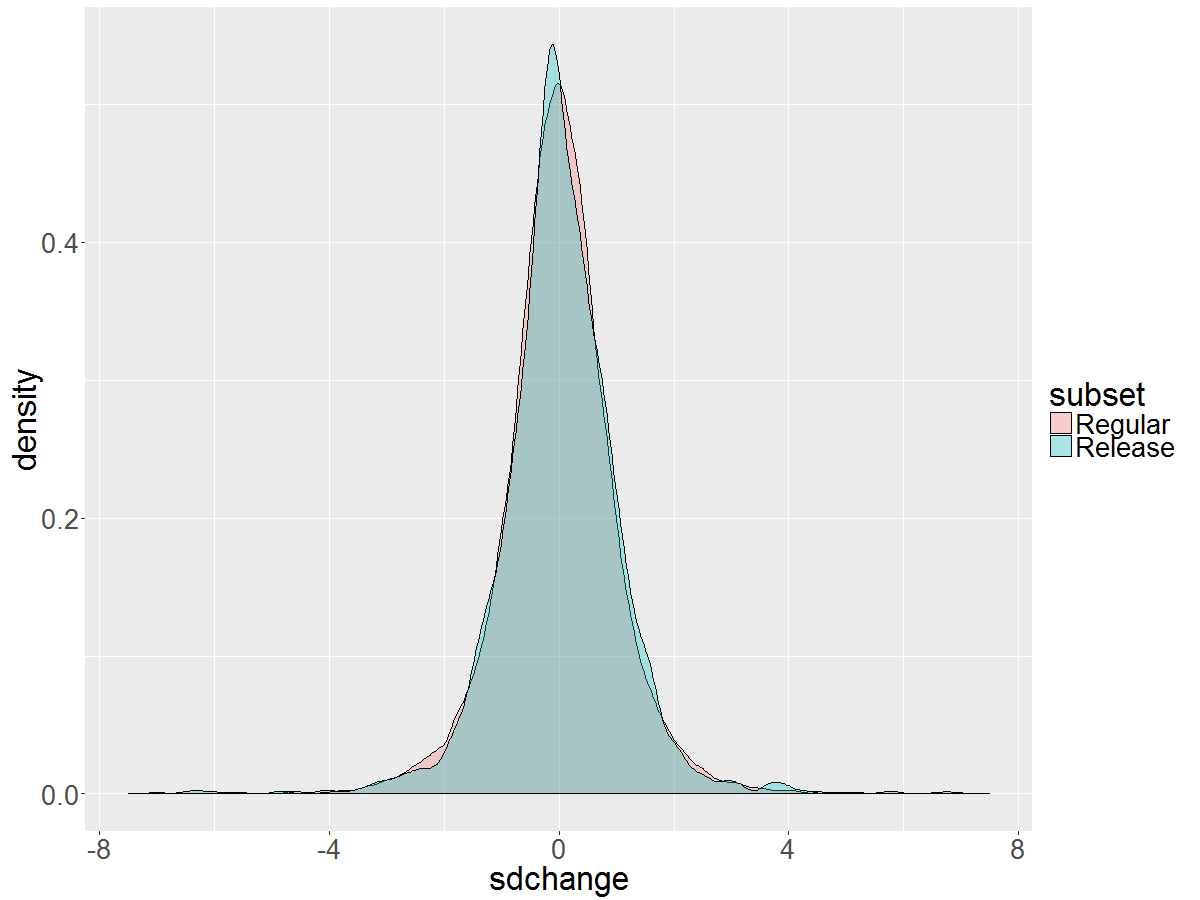 0.4
0.2
0.0
density
-8 -4 0 4 8
sdchange
subset
Regular
Release